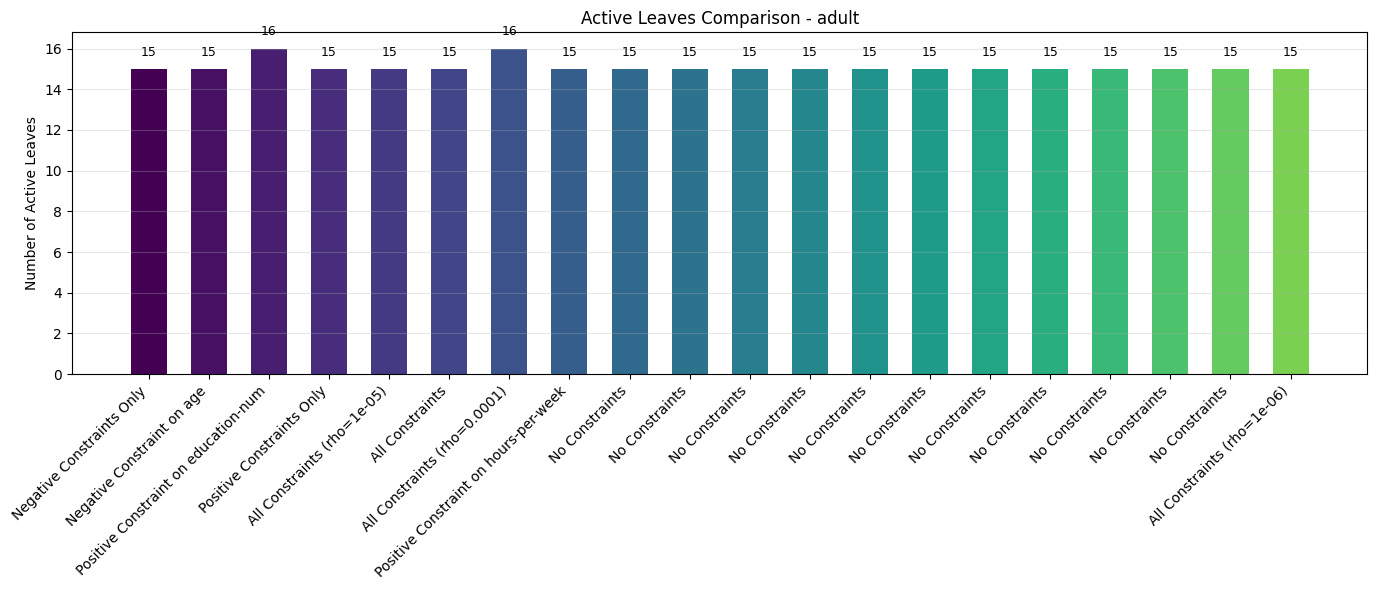 Active Leaves Comparison - adult
Number of Active Leaves
16
14
12
10
8
6
4
2
0
15
15
16
15
15
15
16
15
15
15
15
15
15
15
15
15
15
15
15
15
Negative Constraints Only
Negative Constraint on age
Positive Constraint on education-num
Positive Constraints Only
All Constraints (rho=1e-05)
All Constraints
All Constraints (rho=0.0001)
Positive Constraint on hours-per-week
No Constraints
No Constraints
No Constraints
No Constraints
No Constraints
No Constraints
No Constraints
No Constraints
No Constraints
No Constraints
No Constraints
All Constraints (rho=1e-06)